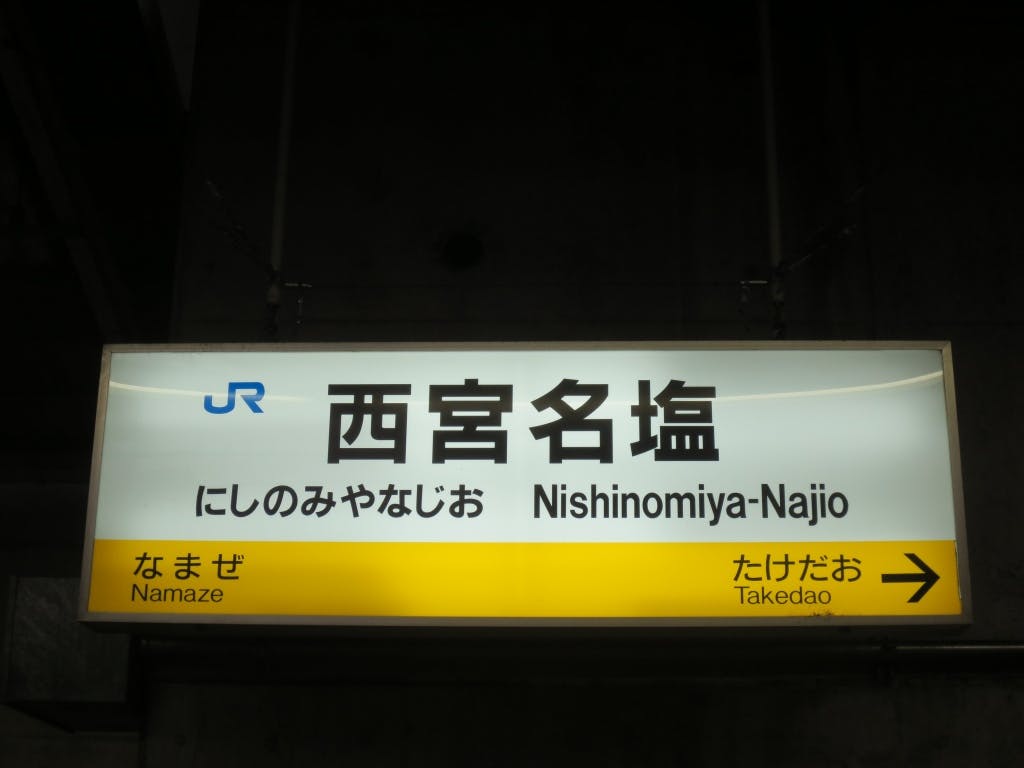 JR 西宮名塩
にしのみやなじお Nishinomiya-Najio
なまぜ たけだお →
Namaze Takedao